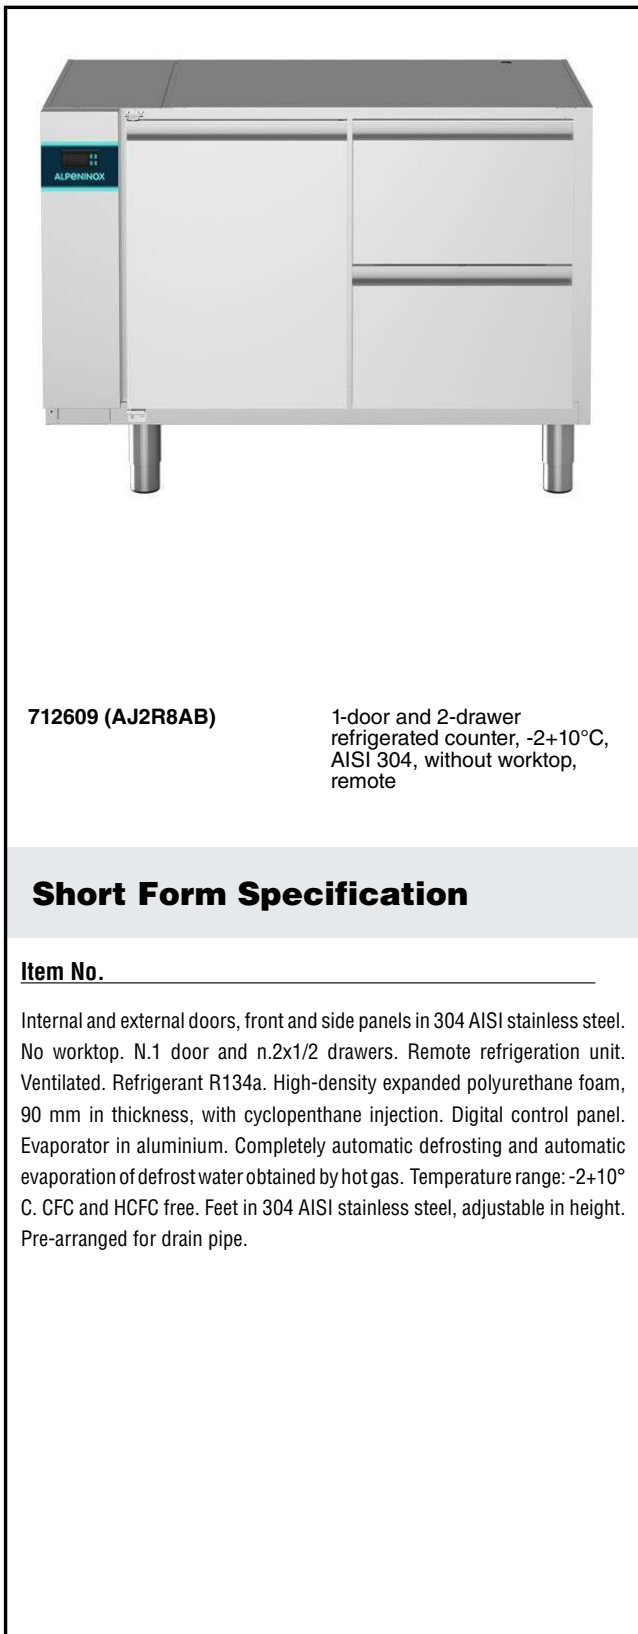 ALPENINOX
712609 (AJ2R8AB)
1-door and 2-drawer
refrigerated counter, -2+10°C,
AISI 304, without worktop,
remote
Short Form Specification
Item No.
Internal and external doors, front and side panels in 304 AISI stainless steel.
No worktop. N.1 door and n.2x1/2 drawers. Remote refrigeration unit.
Ventilated. Refrigerant R134a. High-density expanded polyurethane foam,
90 mm in thickness, with cyclopenthane injection. Digital control panel.
Evaporator in aluminium. Completely automatic defrosting and automatic
evaporation of defrost water obtained by hot gas. Temperature range: -2+10°
C. CFC and HCFC free. Feet in 304 AISI stainless steel, adjustable in height.
Pre-arranged for drain pipe.